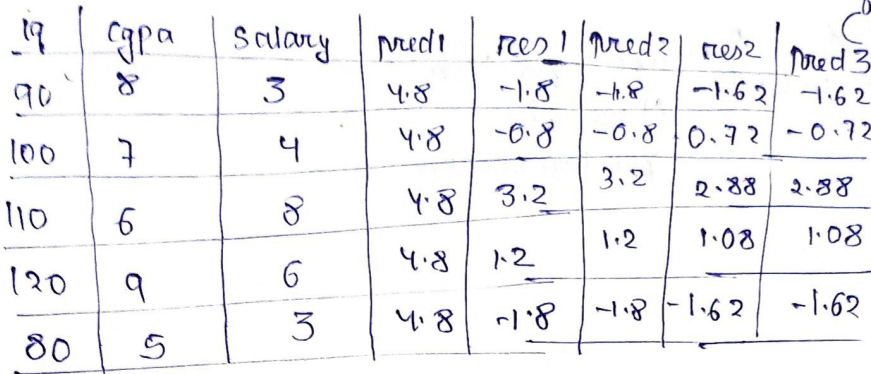 iq cgpa salary pred1 res1 pred2 res2 pred3
90 8 3 4.8 -1.8 -1.8 -1.62 -1.62
100 7 4 4.8 -0.8 -0.8 0.72 -0.72
110 6 8 4.8 3.2 3.2 2.88 2.88
120 9 6 4.8 1.2 1.2 1.08 1.08
80 5 3 4.8 -1.8 -1.8 -1.62 -1.62